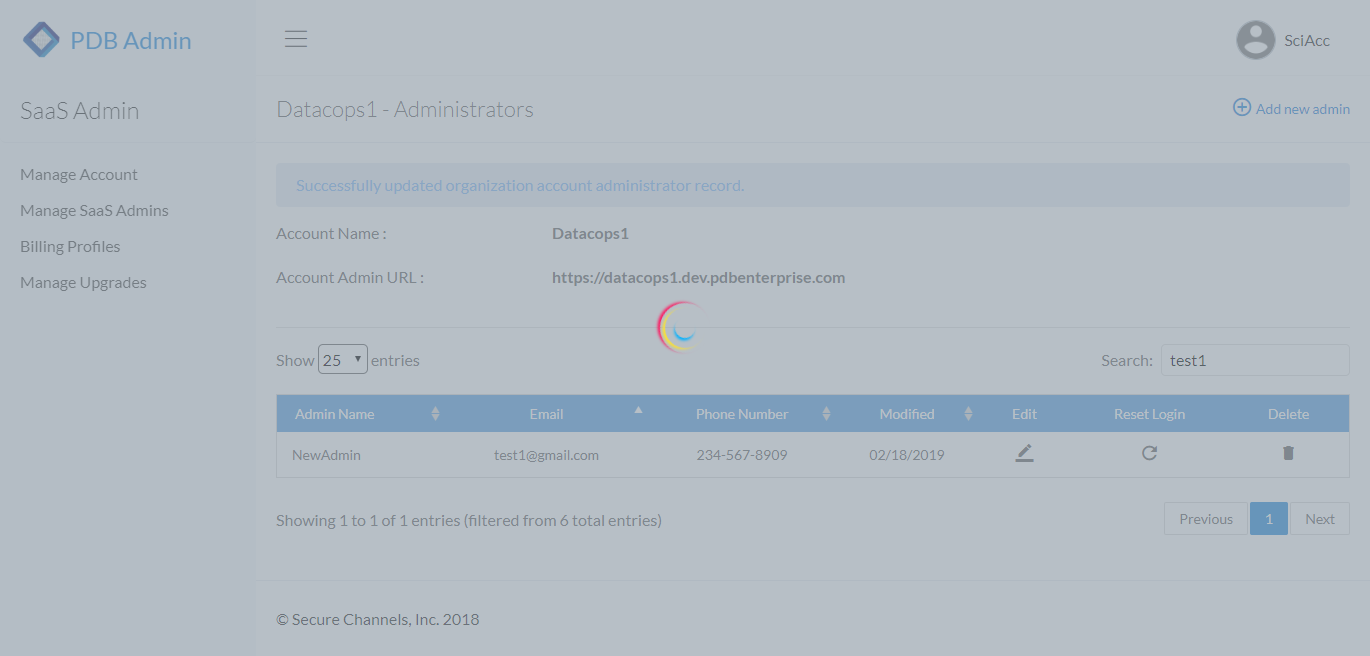 PDB Admin
SciAcc
SaaS Admin
Datacops1 - Administrators
Add new admin
Manage Account
Manage SaaS Admins
Billing Profiles
Manage Upgrades
Successfully updated organization account administrator record.
Account Name : Datacops1
Account Admin URL : https://datacops1.dev.pdbenterprise.com
Show 25 entries Search: test1
Admin Name Email Phone Number Modified Edit Reset Login Delete
NewAdmin test1@gmail.com 234-567-8909 02/18/2019
Showing 1 to 1 of 1 entries (filtered from 6 total entries) Previous 1 Next
© Secure Channels, Inc. 2018